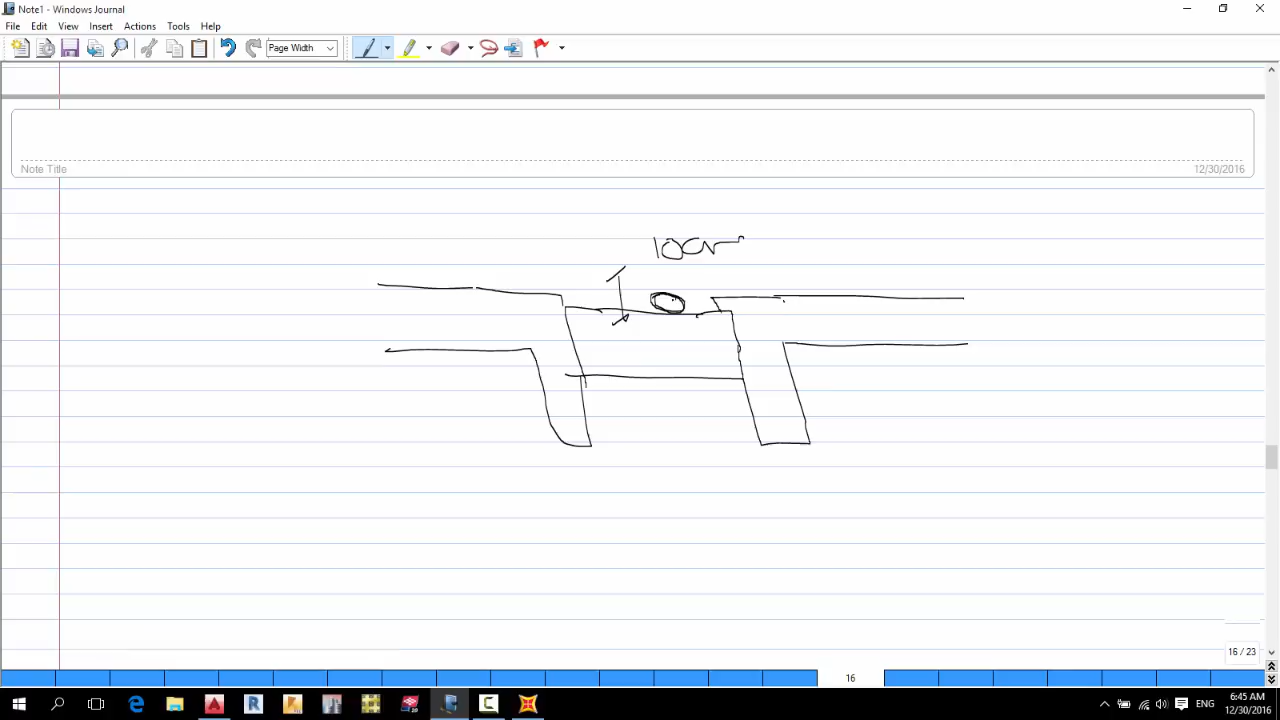 Note1 - Windows Journal
File Edit View Insert Actions Tools Help
Page Width
Note Title
12/30/2016
10cm
16 / 23
16
6:45 AM
ENG
12/30/2016